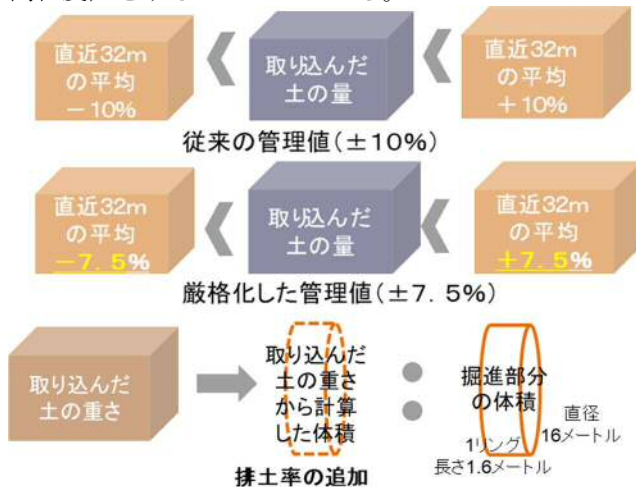 直近32m
の平均
－10%
取り込んだ
土の量
直近32m
の平均
＋10%
従来の管理値(±10%)
直近32m
の平均
－7．5%
取り込んだ
土の量
直近32m
の平均
＋7．5%
厳格化した管理値(±7．5%)
取り込んだ
土の重さ
取り込んだ
土の重さ
から計算
した体積
掘進部分
の体積
直径
16メートル
1リング
長さ1.6メートル
排土率の追加